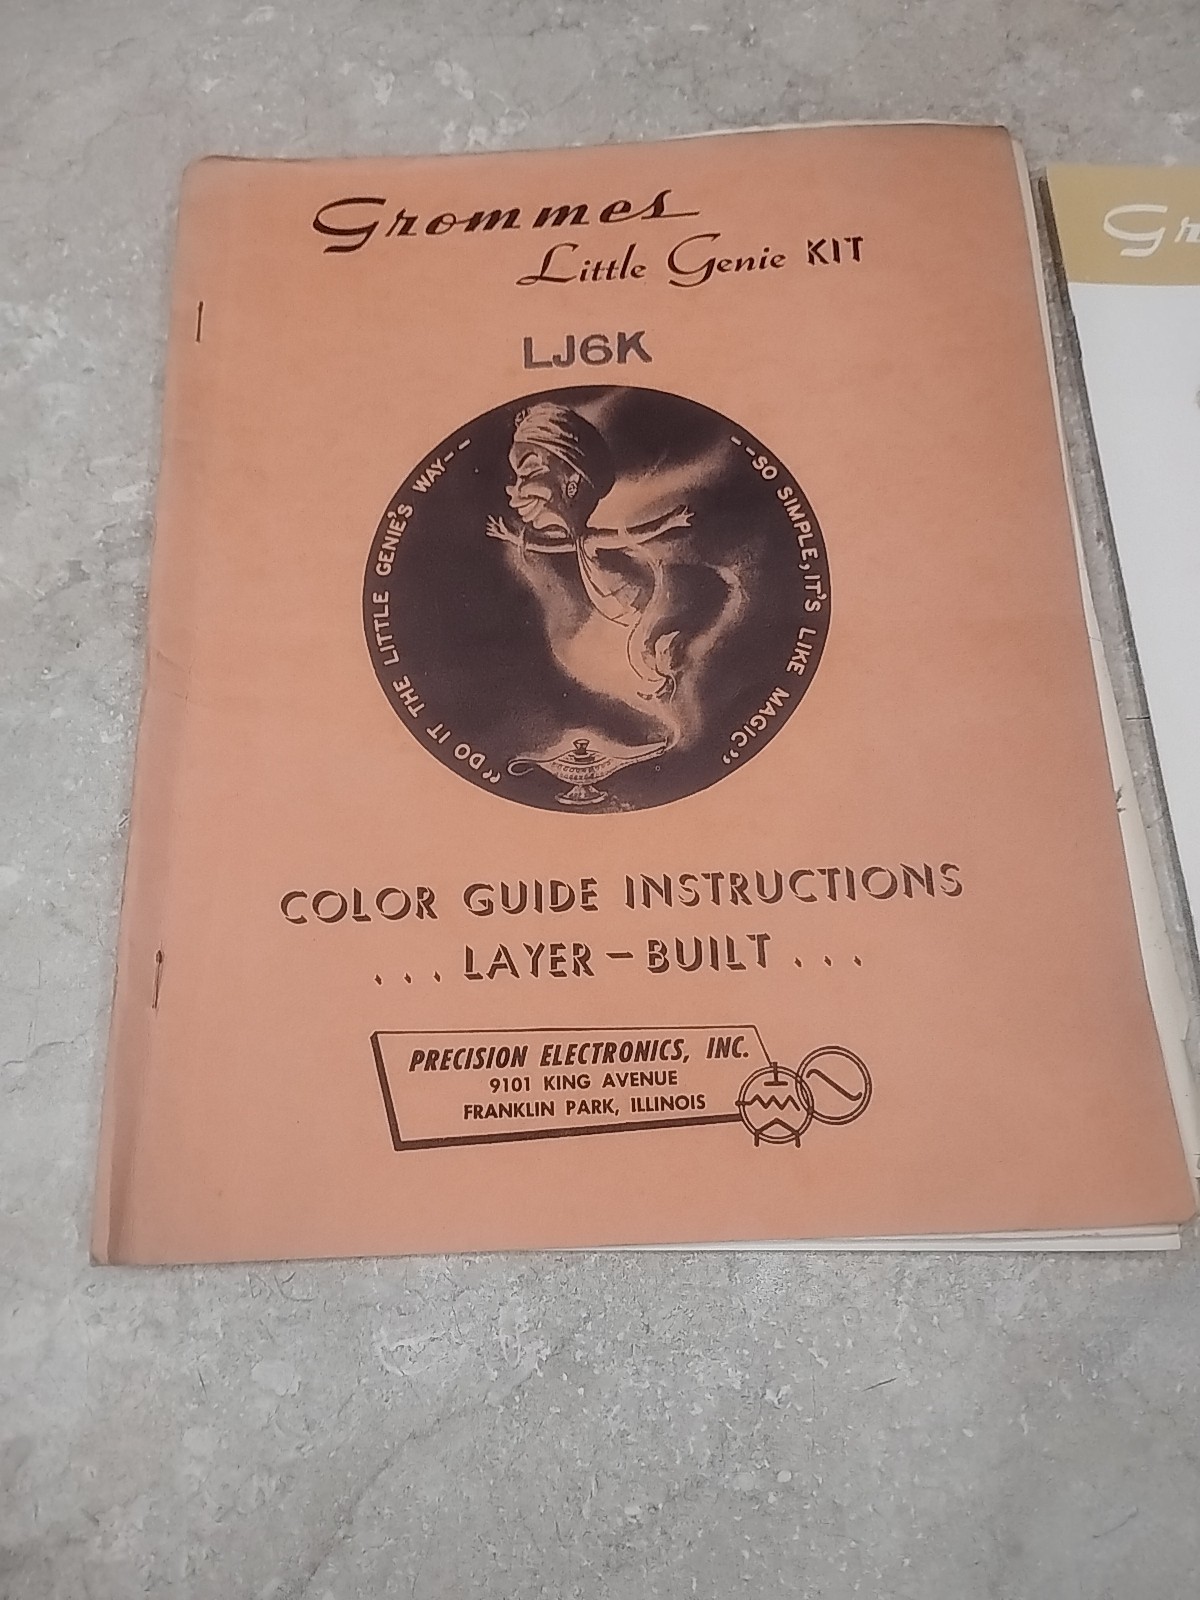 Grommes
Little Genie KIT
LJ6K
"DO IT THE LITTLE GENIE'S WAY--
--SO SIMPLE, IT'S LIKE MAGIC"
COLOR GUIDE INSTRUCTIONS
...LAYER-BUILT...
PRECISION ELECTRONICS, INC.
9101 KING AVENUE
FRANKLIN PARK, ILLINOIS